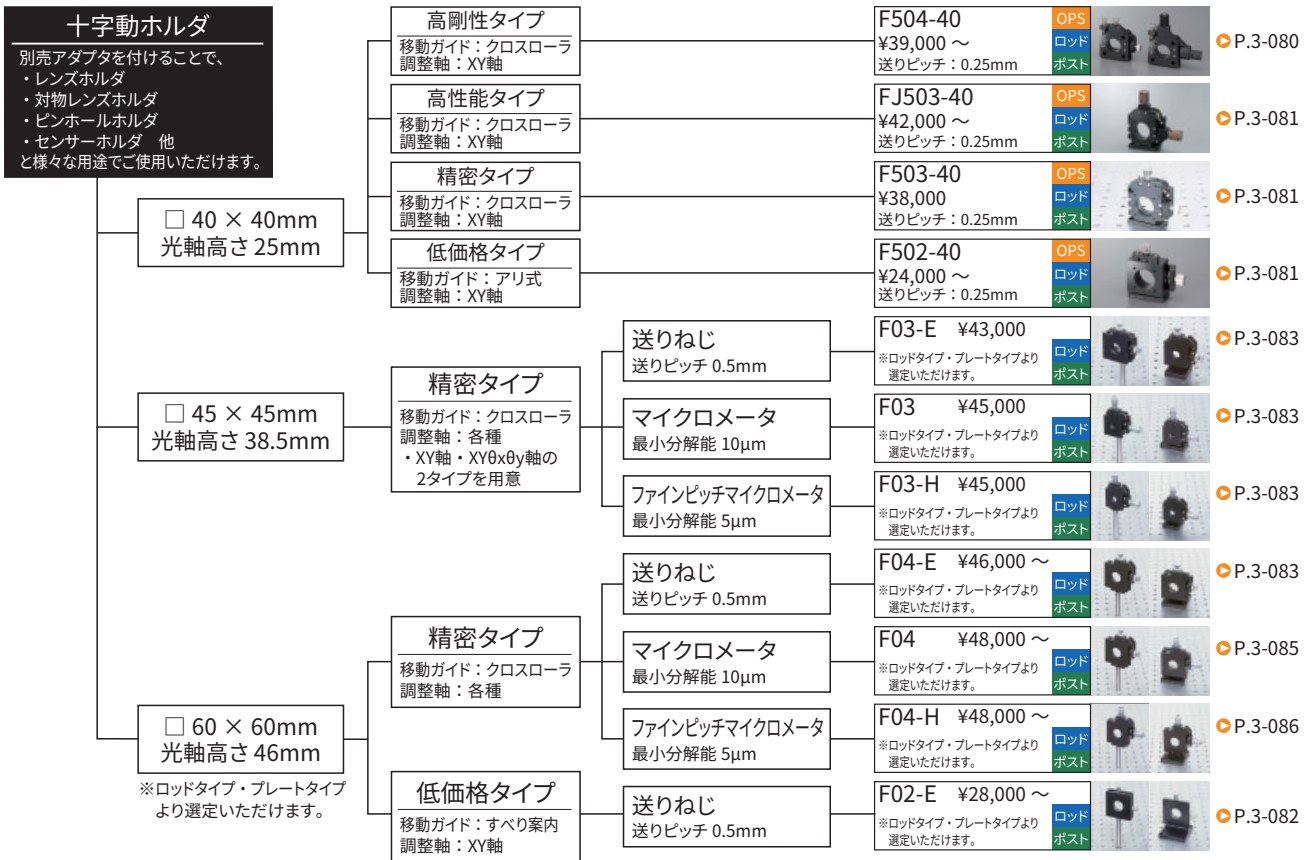 十字動ホルダ
別売アダプタを付けることで、
・レンズホルダ
・対物レンズホルダ
・ピンホールホルダ
・センサーホルダ　他
と様々な用途でご使用いただけます。
□ 40 × 40mm
光軸高さ 25mm
高剛性タイプ
移動ガイド：クロスローラ
調整軸：XY軸
F504-40
¥39,000 ～
送りピッチ：0.25mm
OPS
ロッド
ポスト
P.3-080
高性能タイプ
移動ガイド：クロスローラ
調整軸：XY軸
FJ503-40
¥42,000 ～
送りピッチ：0.25mm
OPS
ロッド
ポスト
P.3-081
精密タイプ
移動ガイド：クロスローラ
調整軸：XY軸
F503-40
¥38,000
送りピッチ：0.25mm
OPS
ロッド
ポスト
P.3-081
低価格タイプ
移動ガイド：アリ式
調整軸：XY軸
F502-40
¥24,000 ～
送りピッチ：0.25mm
OPS
ロッド
ポスト
P.3-081
□ 45 × 45mm
光軸高さ 38.5mm
精密タイプ
移動ガイド：クロスローラ
調整軸：各種
・XY軸・XYθxθy軸の
2タイプを用意
送りねじ
送りピッチ 0.5mm
F03-E ¥43,000
※ロッドタイプ・プレートタイプより
選定いただけます。
ロッド
ポスト
P.3-083
マイクロメータ
最小分解能 10μm
F03 ¥45,000
※ロッドタイプ・プレートタイプより
選定いただけます。
ロッド
ポスト
P.3-083
ファインピッチマイクロメータ
最小分解能 5μm
F03-H ¥45,000
※ロッドタイプ・プレートタイプより
選定いただけます。
ロッド
ポスト
P.3-083
□ 60 × 60mm
光軸高さ 46mm
※ロッドタイプ・プレートタイプ
より選定いただけます。
精密タイプ
移動ガイド：クロスローラ
調整軸：各種
送りねじ
送りピッチ 0.5mm
F04-E ¥46,000 ～
※ロッドタイプ・プレートタイプより
選定いただけます。
ロッド
ポスト
P.3-083
マイクロメータ
最小分解能 10μm
F04 ¥48,000 ～
※ロッドタイプ・プレートタイプより
選定いただけます。
ロッド
ポスト
P.3-085
ファインピッチマイクロメータ
最小分解能 5μm
F04-H ¥48,000 ～
※ロッドタイプ・プレートタイプより
選定いただけます。
ロッド
ポスト
P.3-086
低価格タイプ
移動ガイド：すべり案内
調整軸：XY軸
送りねじ
送りピッチ 0.5mm
F02-E ¥28,000 ～
※ロッドタイプ・プレートタイプより
選定いただけます。
ロッド
ポスト
P.3-082